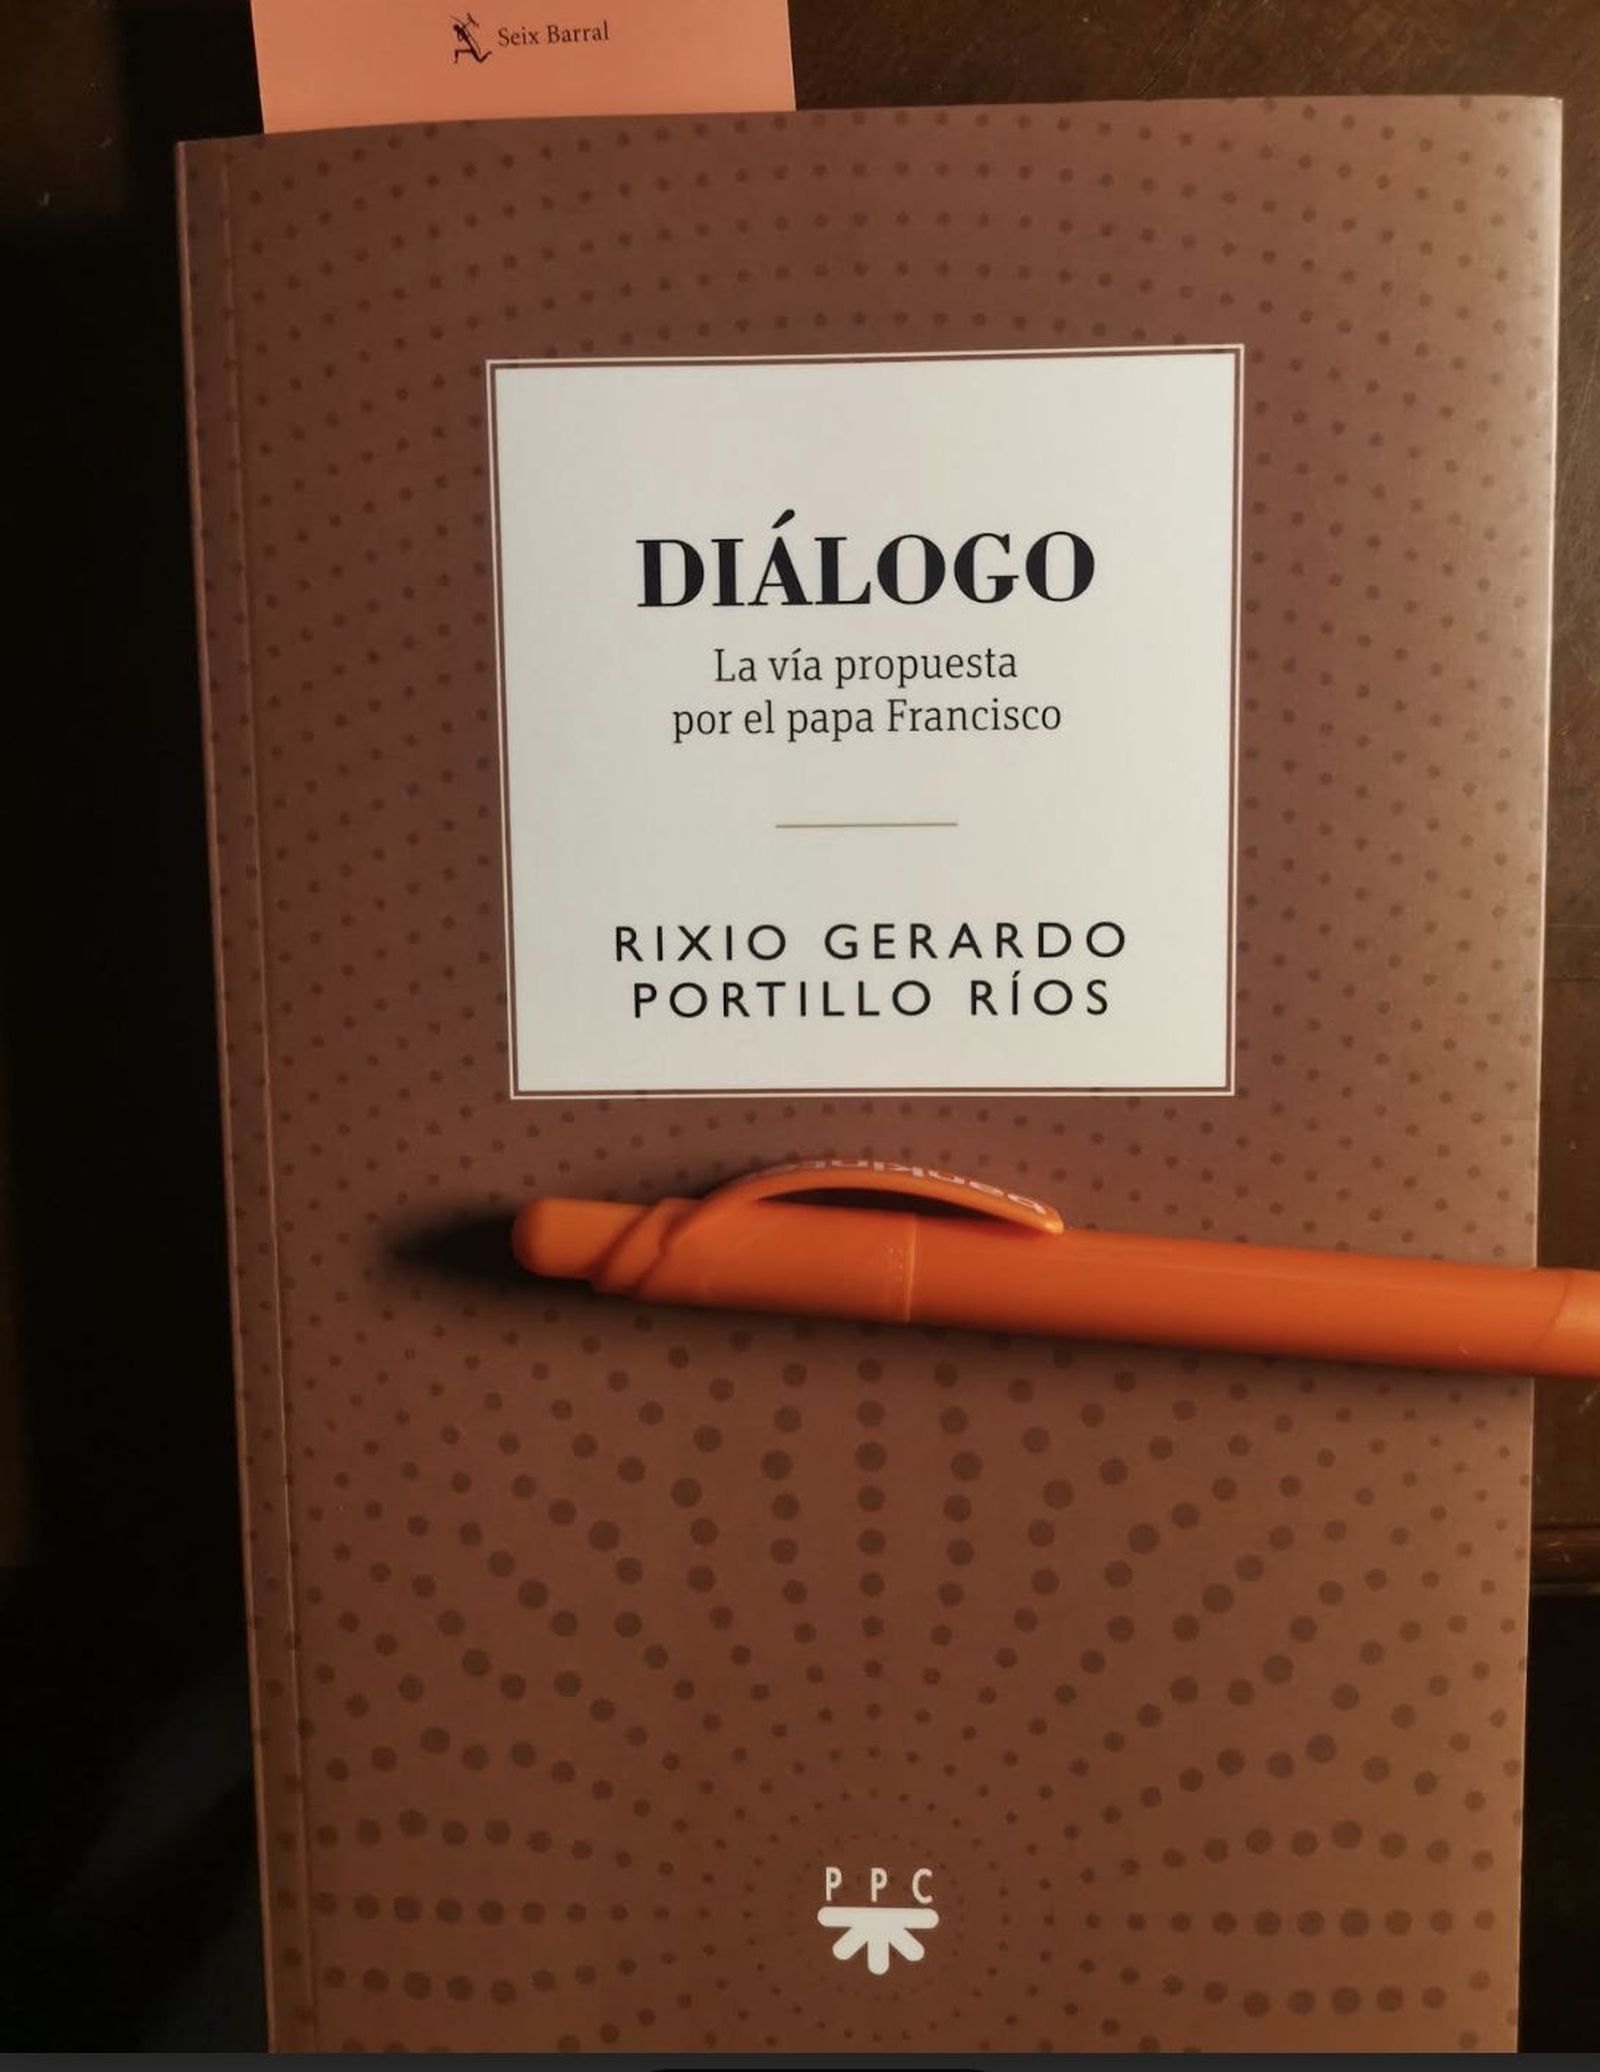 Seix Barral
DIÁLOGO
La vía propuesta
por el papa Francisco
RIXIO GERARDO
PORTILLO RÍOS
PPC